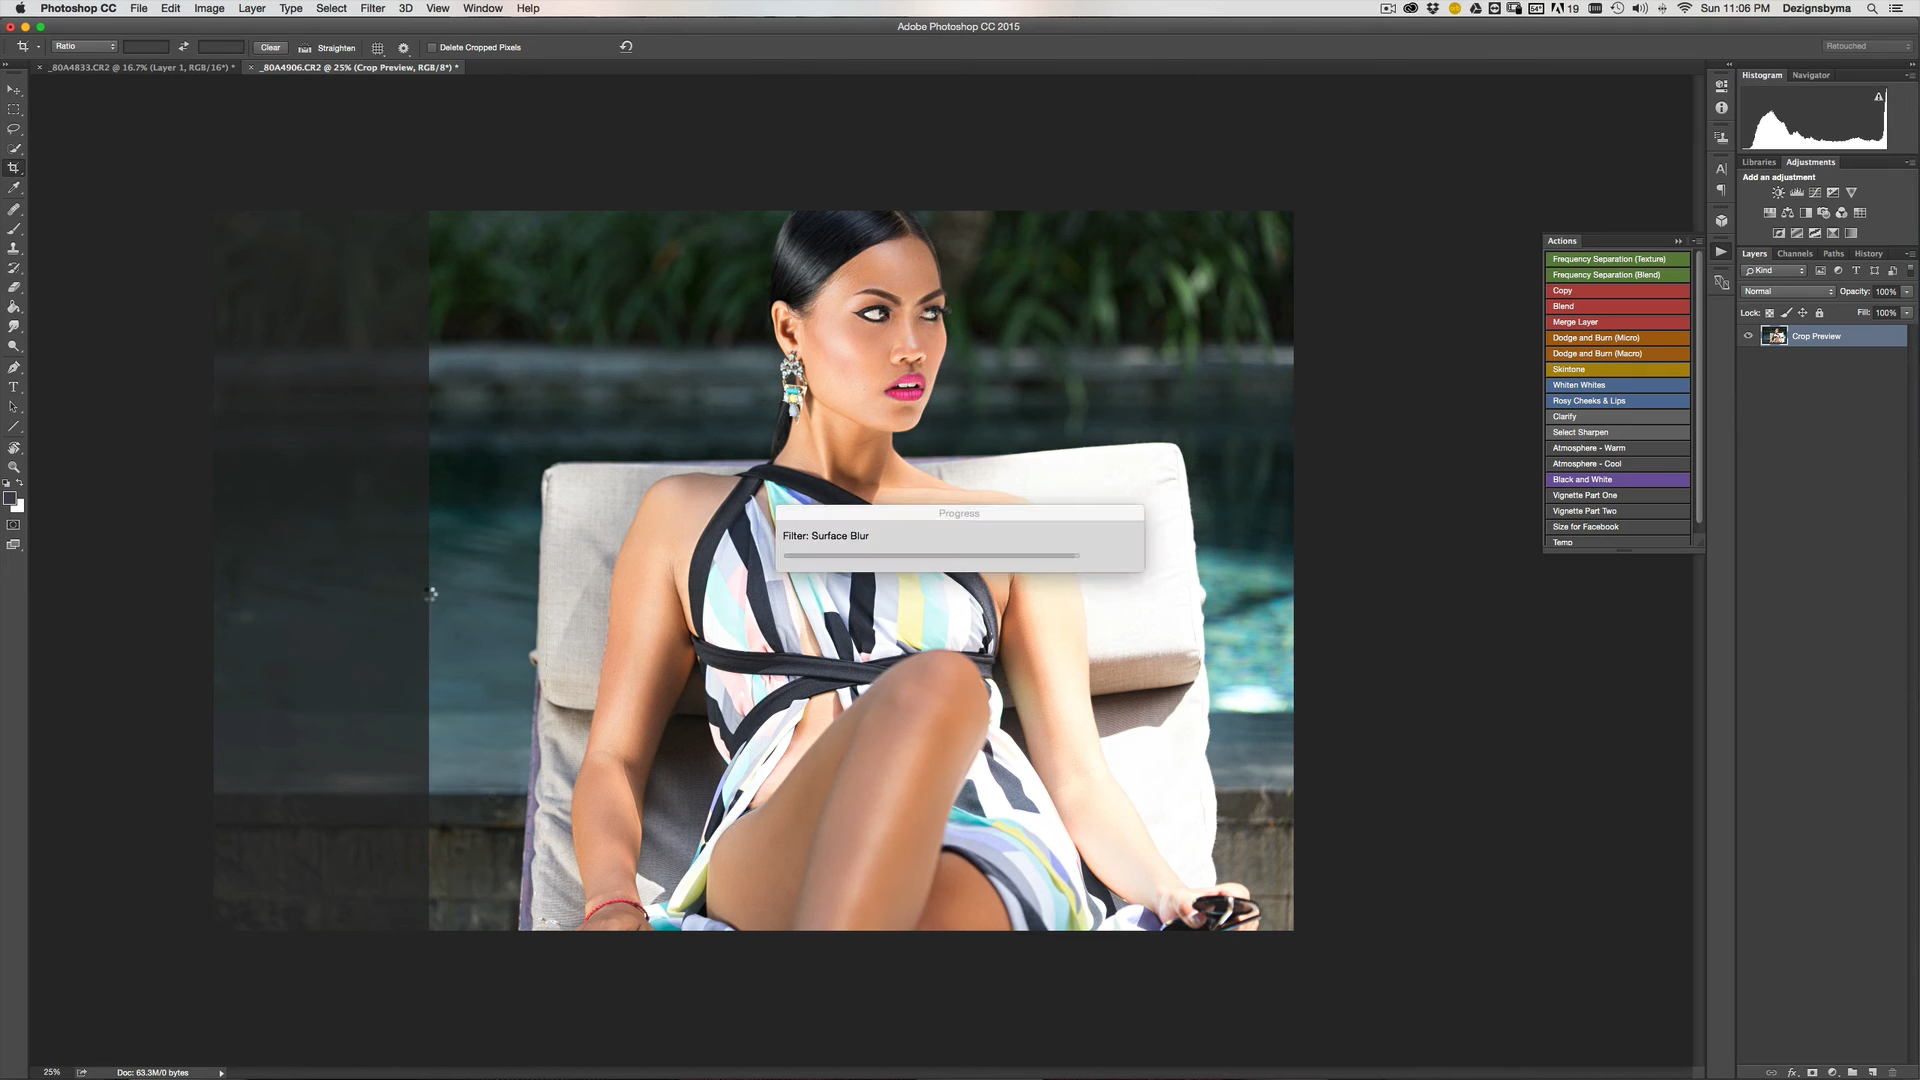 Photoshop CC File Edit Image Layer Type Select Filter 3D View Window Help
54° 19 Sun 11:06 PM Dezignsbyma
Adobe Photoshop CC 2015
Ratio Clear Straighten Delete Cropped Pixels Retouched
_80A4833.CR2 @ 16.7% (Layer 1, RGB/16*) * _80A4906.CR2 @ 25% (Crop Preview, RGB/8*) *
Histogram Navigator
Libraries Adjustments
Add an adjustment
Layers Channels Paths History
Kind
Normal Opacity: 100%
Lock: Fill: 100%
Crop Preview
Actions
Frequency Separation (Texture)
Frequency Separation (Blend)
Copy
Blend
Merge Layer
Dodge and Burn (Micro)
Dodge and Burn (Macro)
Skintone
Whiten Whites
Rosy Cheeks & Lips
Clarify
Select Sharpen
Atmosphere - Warm
Atmosphere - Cool
Black and White
Vignette Part One
Vignette Part Two
Size for Facebook
Temp
Progress
Filter: Surface Blur
25% Doc: 63.3M/0 bytes